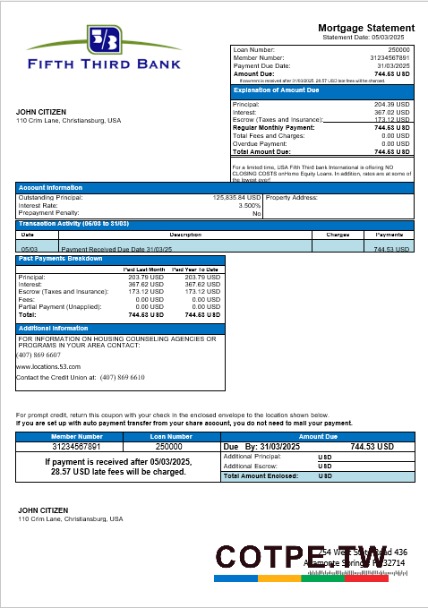 Mortgage Statement
Statement Date: 05/03/2025
FIFTH THIRD BANK
Loan Number: 250000
Member Number: 31234567891
Payment Due Date: 31/03/2025
Amount Due: 744.53 USD
If payment is received after 31/03/2025, 28.57 USD late fee will be charged.
Explanation of Amount Due
Principal: 204.39 USD
Interest: 367.02 USD
Escrow (Taxes and Insurance): 173.12 USD
Regular Monthly Payment: 744.53 USD
Total Fees and Charges: 0.00 USD
Overdue Payment: 0.00 USD
Total Amount Due: 744.53 USD
JOHN CITIZEN
110 Crim Lane, Christiansburg, USA
For a limited time, USA Fifth Third bank International is offering NO
CLOSING COSTS on Home Equity Loans. In addition, rates are at some of
the lowest ever!
Account Information
Outstanding Principal: 125,835.84 USD Property Address:
Interest Rate: 3.500%
Prepayment Penalty: No
Transaction Activity (05/03 to 31/03)
Date Description Charges Payments
05/03 Payment Received Due Date 31/03/25 744.53 USD
Past Payments Breakdown
Paid Last Month Paid Year To Date
Principal: 203.79 USD 203.79 USD
Interest: 367.62 USD 367.62 USD
Escrow (Taxes and Insurance): 173.12 USD 173.12 USD
Fees: 0.00 USD 0.00 USD
Partial Payment (Unapplied): 0.00 USD 0.00 USD
Total: 744.53 USD 744.53 USD
Additional Information
FOR INFORMATION ON HOUSING COUNSELING AGENCIES OR
PROGRAMS IN YOUR AREA CONTACT:
(407) 869 6607
www.locations.53.com
Contact the Credit Union at: (407) 869 6610
For prompt credit, return this coupon with your check in the enclosed envelope to the location shown below.
If you are set up with auto payment transfer from your share account, you do not need to mail your payment.
Member Number Loan Number Amount Due
31234567891 250000 Due By: 31/03/2025 744.53 USD
If payment is received after 05/03/2025,
28.57 USD late fees will be charged.
Additional Principal: USD
Additional Escrow: USD
Total Amount Enclosed: USD
JOHN CITIZEN
110 Crim Lane, Christiansburg, USA
254 West State Road 436
Altamonte Springs FL 32714
COTPE.TW